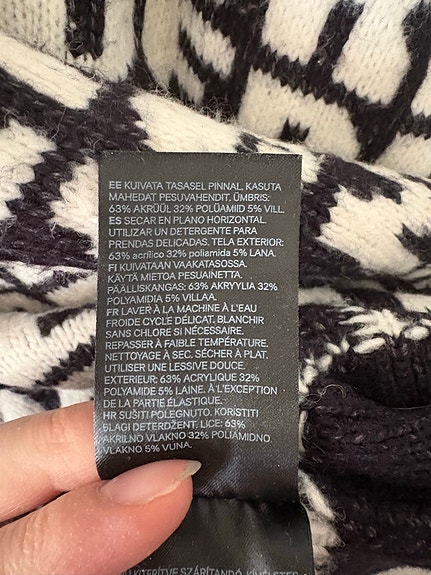 EE KUIVATA TASASEL PINNAL, KASUTA
MAHEDAT PESUVAHENDIT, ÜMBRIS:
63% AKRÜÜL 32% POLÜAMIID 5% VILL.
ES SECAR EN PLANO HORIZONTAL.
UTILIZAR UN DETERGENTE PARA
PRENDAS DELICADAS. TELA EXTERIOR:
63% acrílico 32% poliamida 5% LANA.
FI KUIVATAAN VAAKATASOSSA.
KÄYTÄ MIETOA PESUAINETTA.
PÄÄLLISKANGAS: 63% AKRYYLIA 32%
POLYAMIDIA 5% VILLAA.
FR LAVER À LA MACHINE À L'EAU
FROIDE CYCLE DÉLICAT. BLANCHIR
SANS CHLORE SI NÉCESSAIRE.
REPASSER À FAIBLE TEMPÉRATURE.
NETTOYAGE À SEC. SÉCHER À PLAT.
UTILISER UNE LESSIVE DOUCE.
EXTERIEUR: 63% ACRYLIQUE 32%
POLYAMIDE 5% LAINE. À L'EXCEPTION
DE LA PARTIE ÉLASTIQUE.
HR SUŠITI POLEGNUTO. KORISTITI
BLAGI DETERDŽENT. LICE: 63%
AKRILNO VLAKNO 32% POLIAMIDNO
VLAKNO 5% VUNA.
HU KITERÍTVE SZÁRÍTANDÓ. KÍMÉLETES